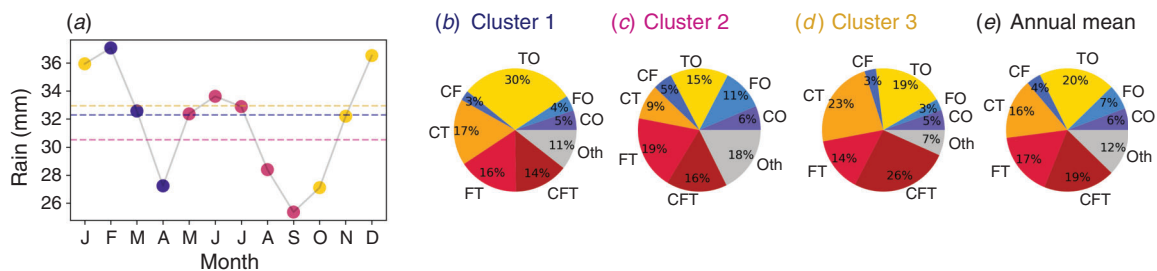 (a)
Rain (mm)
36
34
32
30
28
26
J F M A M J J A S O N D
Month
(b) Cluster 1
TO
30%
CF
3%
FO
4%
CO
5%
CT
17%
Oth
11%
FT
16%
14%
CFT
(c) Cluster 2
TO
15%
CF
5%
FO
11%
CT
9%
CO
6%
FT
19%
Oth
18%
16%
CFT
(d) Cluster 3
CF
3%
TO
19%
CT
23%
FO
3%
CO
5%
Oth
7%
FT
14%
26%
CFT
(e) Annual mean
TO
20%
CF
4%
FO
7%
CT
16%
CO
6%
Oth
12%
FT
17%
19%
CFT